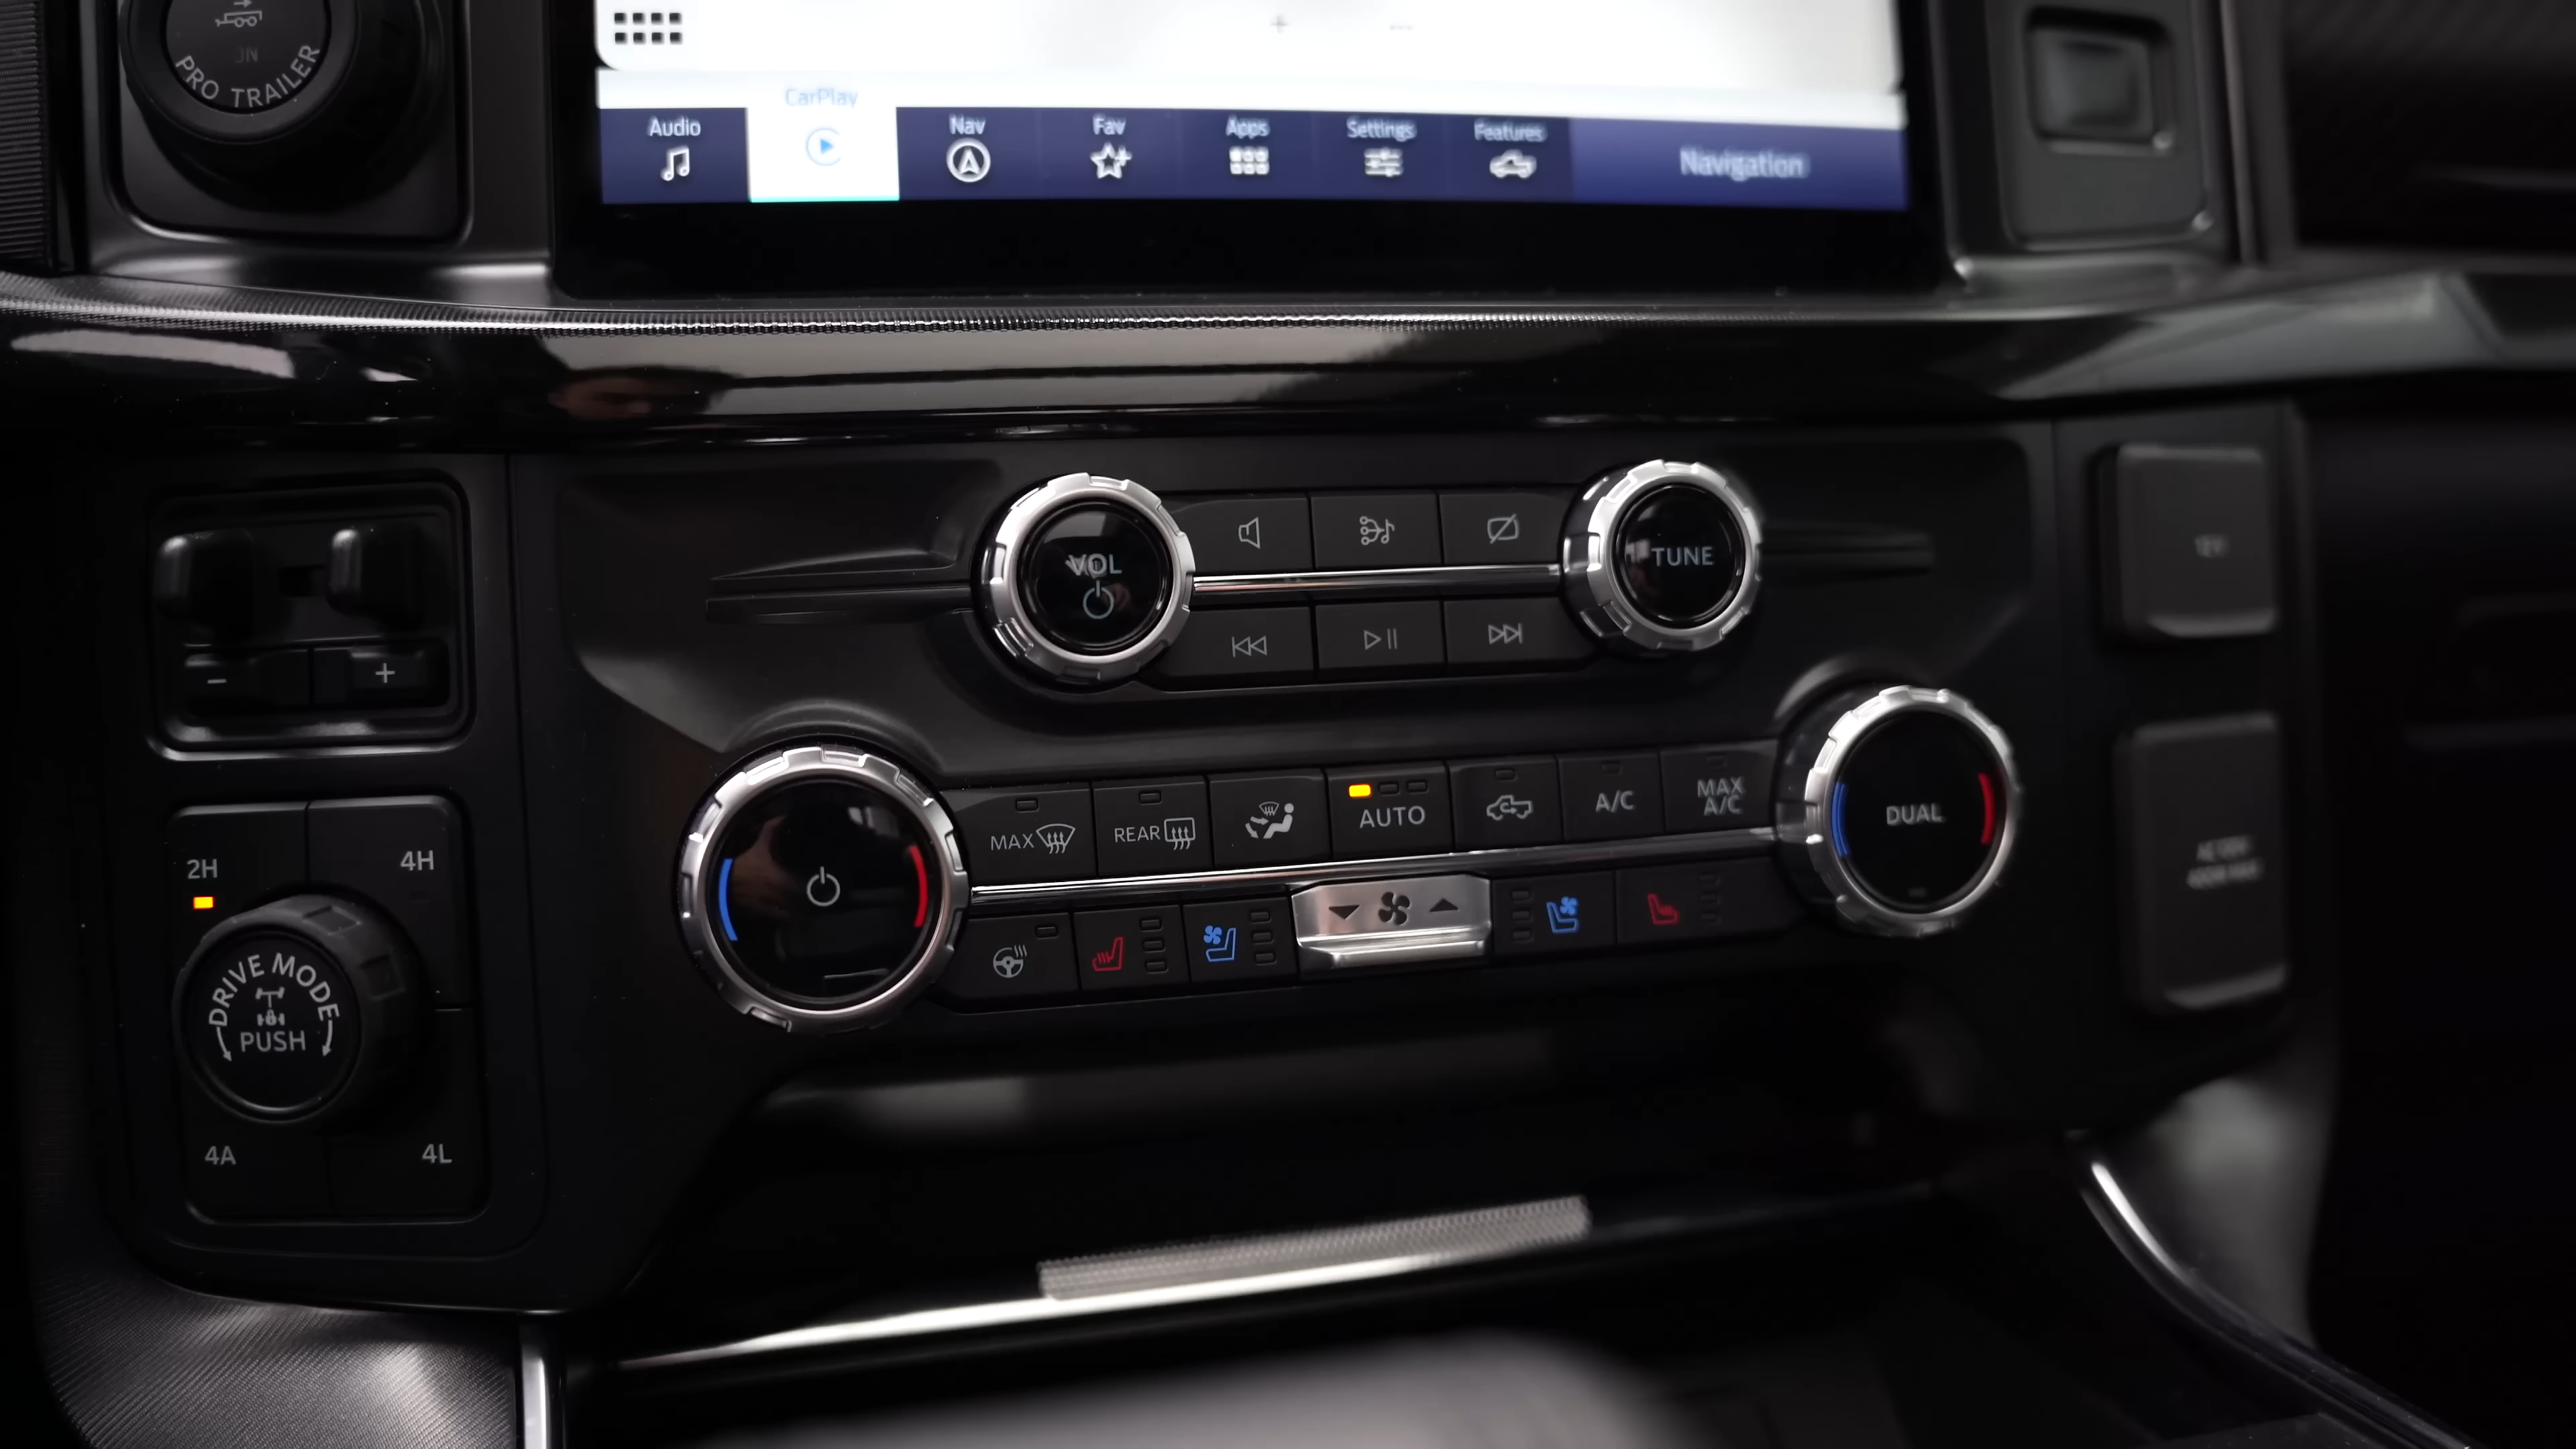 PRO TRAILER
CarPlay
Audio
Nav
Fav
Apps
Settings
Features
Navigation
VOL
TUNE
12V
- +
MAX
REAR
AUTO
A/C
MAX
A/C
DUAL
2H
4H
DRIVE MODE
PUSH
4A
4L